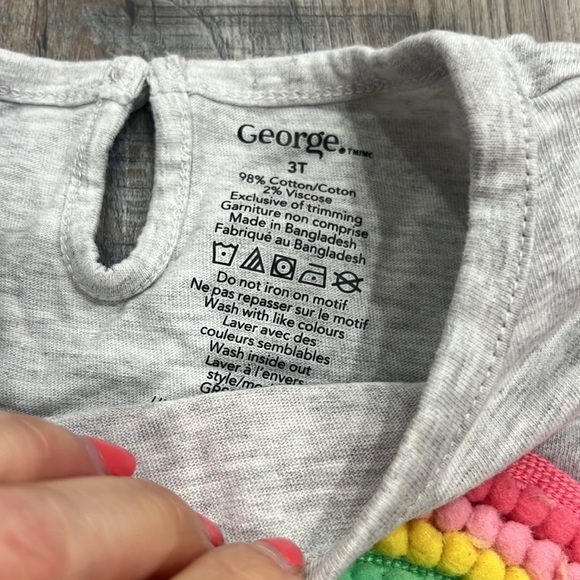 George.™/MC
3T
98% Cotton/Coton
2% Viscose
Exclusive of trimming
Garniture non comprise
Made in Bangladesh
Fabriqué au Bangladesh
Do not iron on motif
Ne pas repasser sur le motif
Wash with like colours
Laver avec des
couleurs semblables
Wash inside out
Laver à l'envers